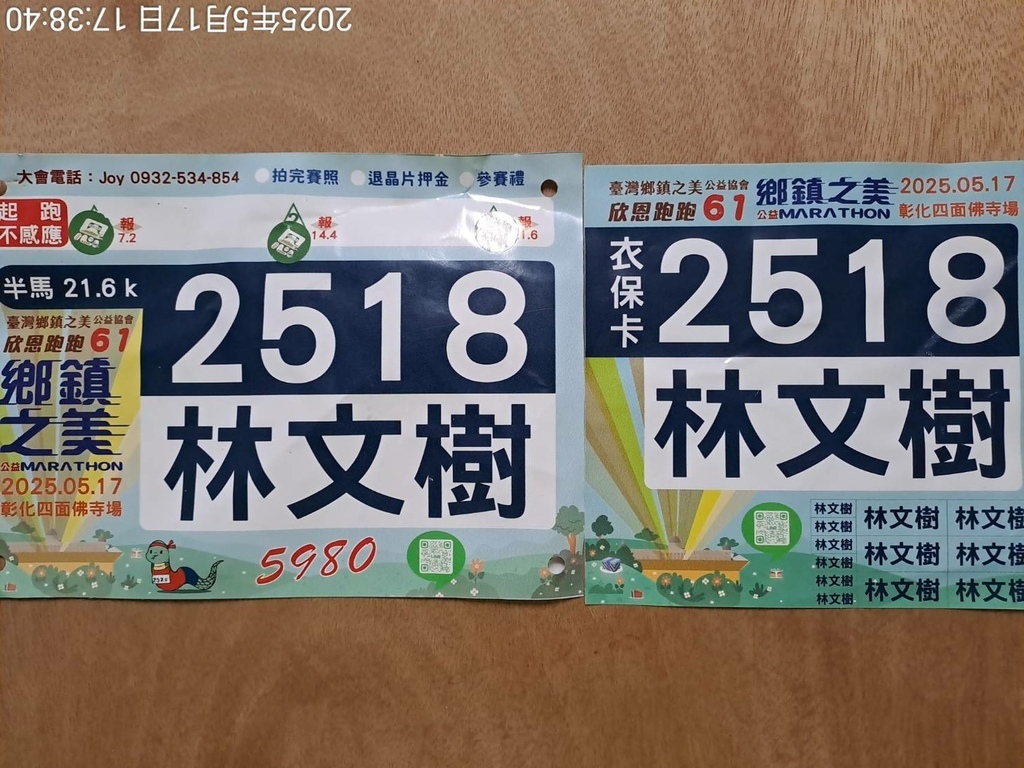 2025年5月17日 17:38:40
大會電話：Joy 0932-534-854 拍完賽照 退晶片押金 參賽禮
起跑
不感應
報
7.2
報
14.4
報
半馬 21.6 k
2518
臺灣鄉鎮之美公益協會
欣恩跑跑 61
鄉鎮
之美
公益MARATHON
2025.05.17
彰化四面佛寺場
林文樹
5980
臺灣鄉鎮之美公益協會
欣恩跑跑 61
鄉鎮之美
公益MARATHON
2025.05.17
彰化四面佛寺場
衣保卡
2518
林文樹
林文樹 林文樹 林文樹
林文樹
林文樹 林文樹 林文樹
林文樹
林文樹 林文樹 林文樹
林文樹